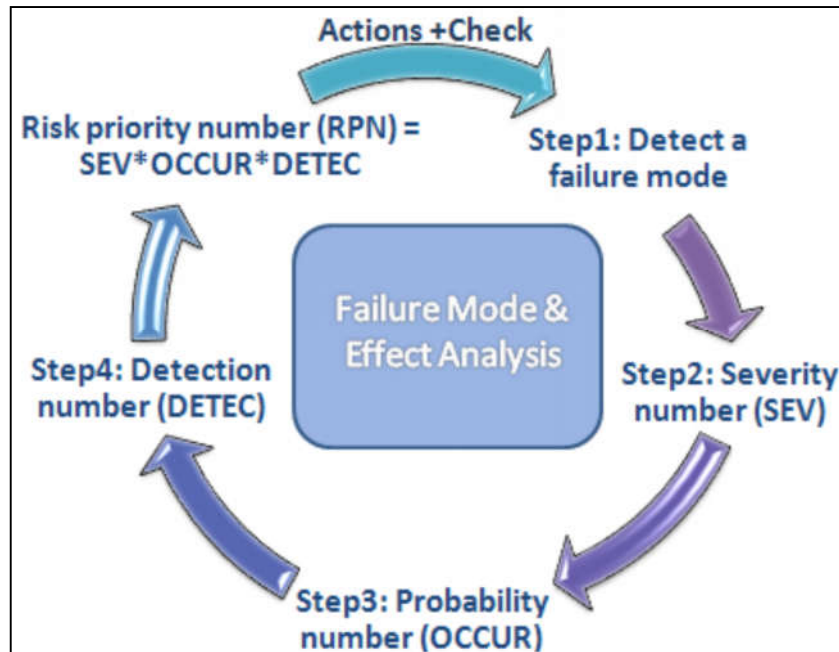 Actions +Check
Risk priority number (RPN) =
SEV*OCCUR*DETEC
Step1: Detect a
failure mode
Failure Mode &
Effect Analysis
Step2: Severity
number (SEV)
Step3: Probability
number (OCCUR)
Step4: Detection
number (DETEC)